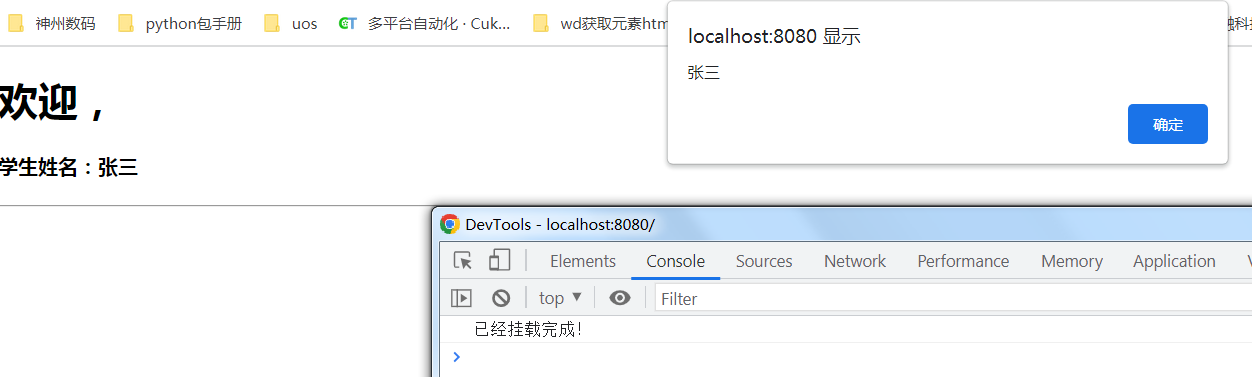 神州数码 python包手册 uos 多平台自动化 · Cuk... wd获取元素htm
localhost:8080 显示
张三
确定
欢迎，
学生姓名：张三
DevTools - localhost:8080/
Elements Console Sources Network Performance Memory Application
top ▼ Filter
已经挂载完成！